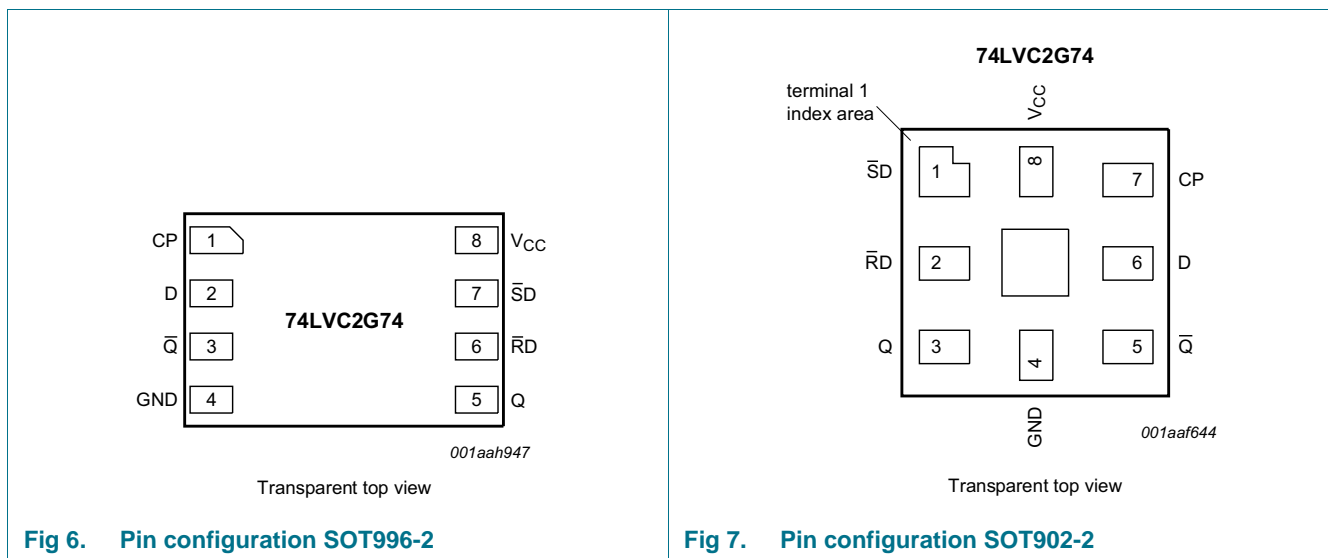 CP 1 8 VCC
D 2 7 S̅D
74LVC2G74
Q̅ 3 6 R̅D
GND 4 5 Q
001aah947
Transparent top view
Fig 6. Pin configuration SOT996-2
74LVC2G74
terminal 1
index area
VCC
S̅D 1 8 7 CP
R̅D 2 6 D
Q 3 4 5 Q̅
GND
001aaf644
Transparent top view
Fig 7. Pin configuration SOT902-2